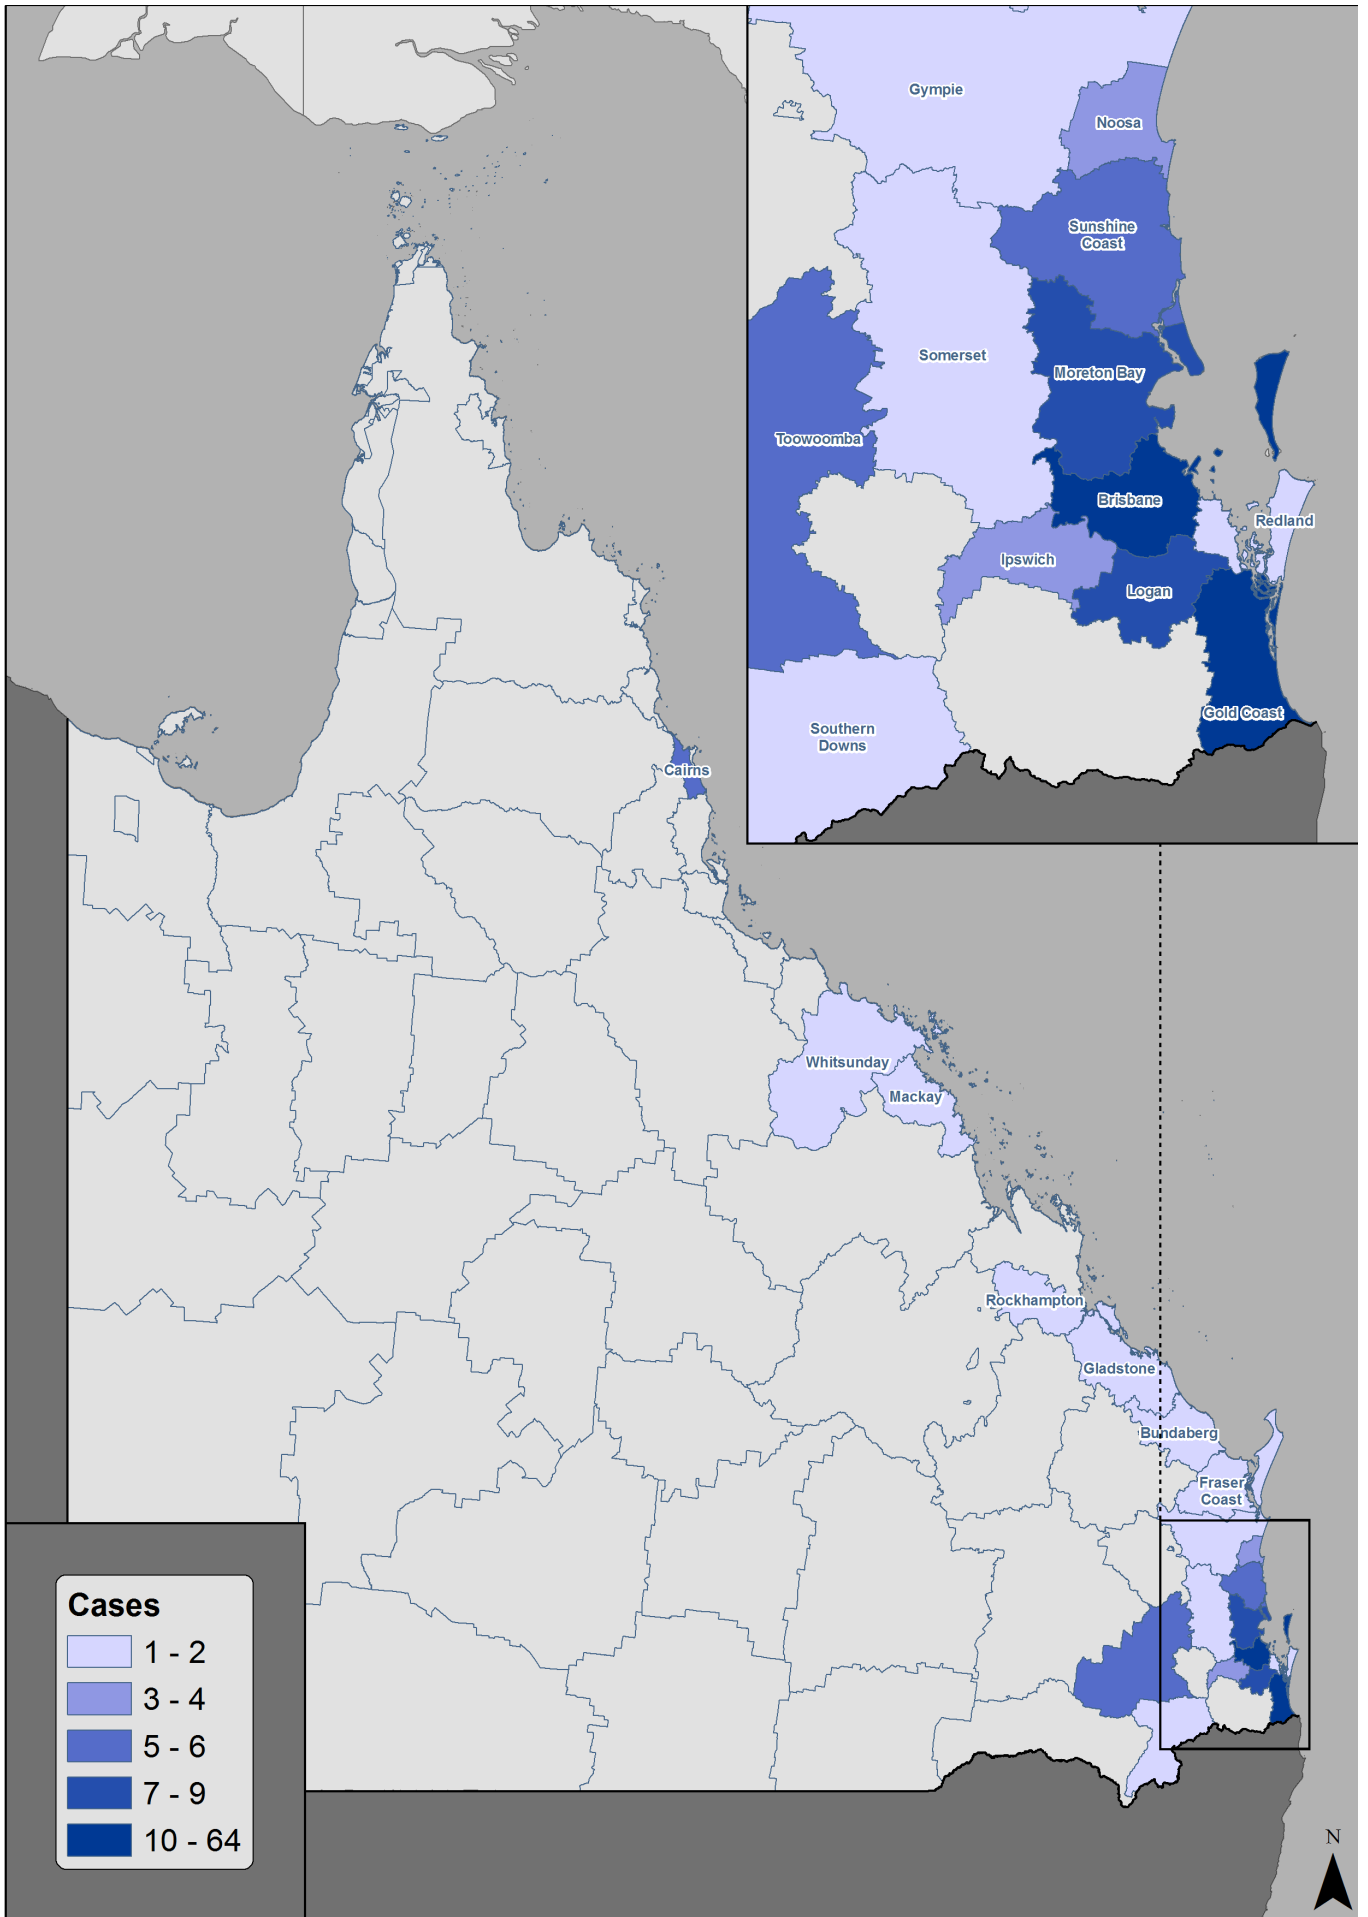 Gympie
Noosa
Sunshine
Coast
Somerset
Moreton Bay
Toowoomba
Brisbane
Redland
Ipswich
Logan
Gold Coast
Southern
Downs
Cairns
Whitsunday
Mackay
Rockhampton
Gladstone
Bundaberg
Fraser
Coast
Cases
1 - 2
3 - 4
5 - 6
7 - 9
10 - 64
N